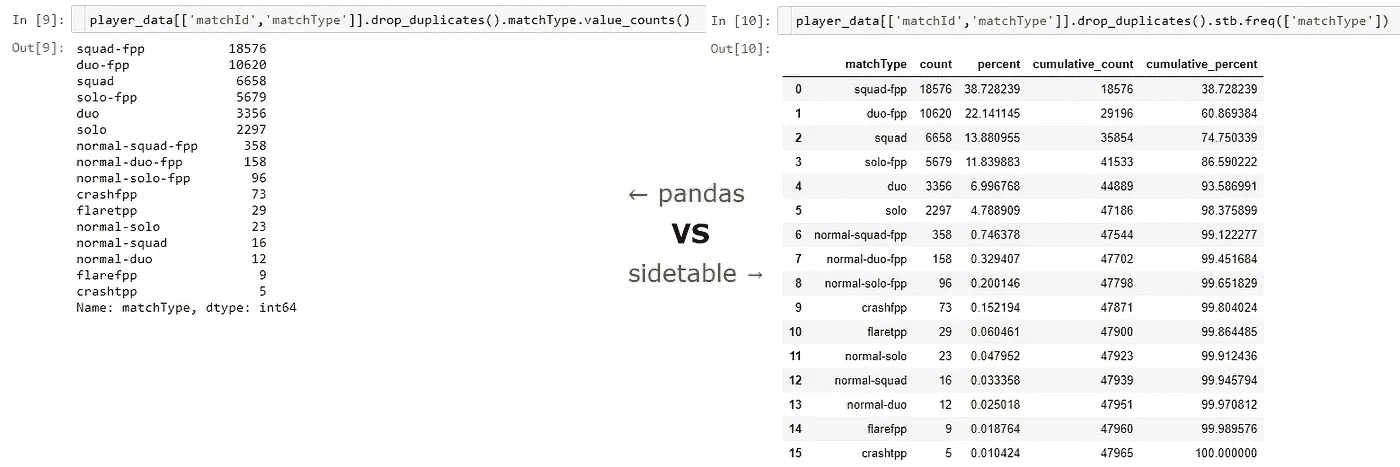 In [9]: player_data[['matchId','matchType']].drop_duplicates().matchType.value_counts()
Out[9]:
squad-fpp 18576
duo-fpp 10620
squad 6658
solo-fpp 5679
duo 3356
solo 2297
normal-squad-fpp 358
normal-duo-fpp 158
normal-solo-fpp 96
crashfpp 73
flaretpp 29
normal-solo 23
normal-squad 16
normal-duo 12
flarefpp 9
crashtpp 5
Name: matchType, dtype: int64
← pandas
VS
sidetable →
In [10]: player_data[['matchId','matchType']].drop_duplicates().stb.freq(['matchType'])
Out[10]:
matchType count percent cumulative_count cumulative_percent
0 squad-fpp 18576 38.728239 18576 38.728239
1 duo-fpp 10620 22.141145 29196 60.869384
2 squad 6658 13.880955 35854 74.750339
3 solo-fpp 5679 11.839883 41533 86.590222
4 duo 3356 6.996768 44889 93.586991
5 solo 2297 4.788909 47186 98.375899
6 normal-squad-fpp 358 0.746378 47544 99.122277
7 normal-duo-fpp 158 0.329407 47702 99.451684
8 normal-solo-fpp 96 0.200146 47798 99.651829
9 crashfpp 73 0.152194 47871 99.804024
10 flaretpp 29 0.060461 47900 99.864485
11 normal-solo 23 0.047952 47923 99.912436
12 normal-squad 16 0.033358 47939 99.945794
13 normal-duo 12 0.025018 47951 99.970812
14 flarefpp 9 0.018764 47960 99.989576
15 crashtpp 5 0.010424 47965 100.000000